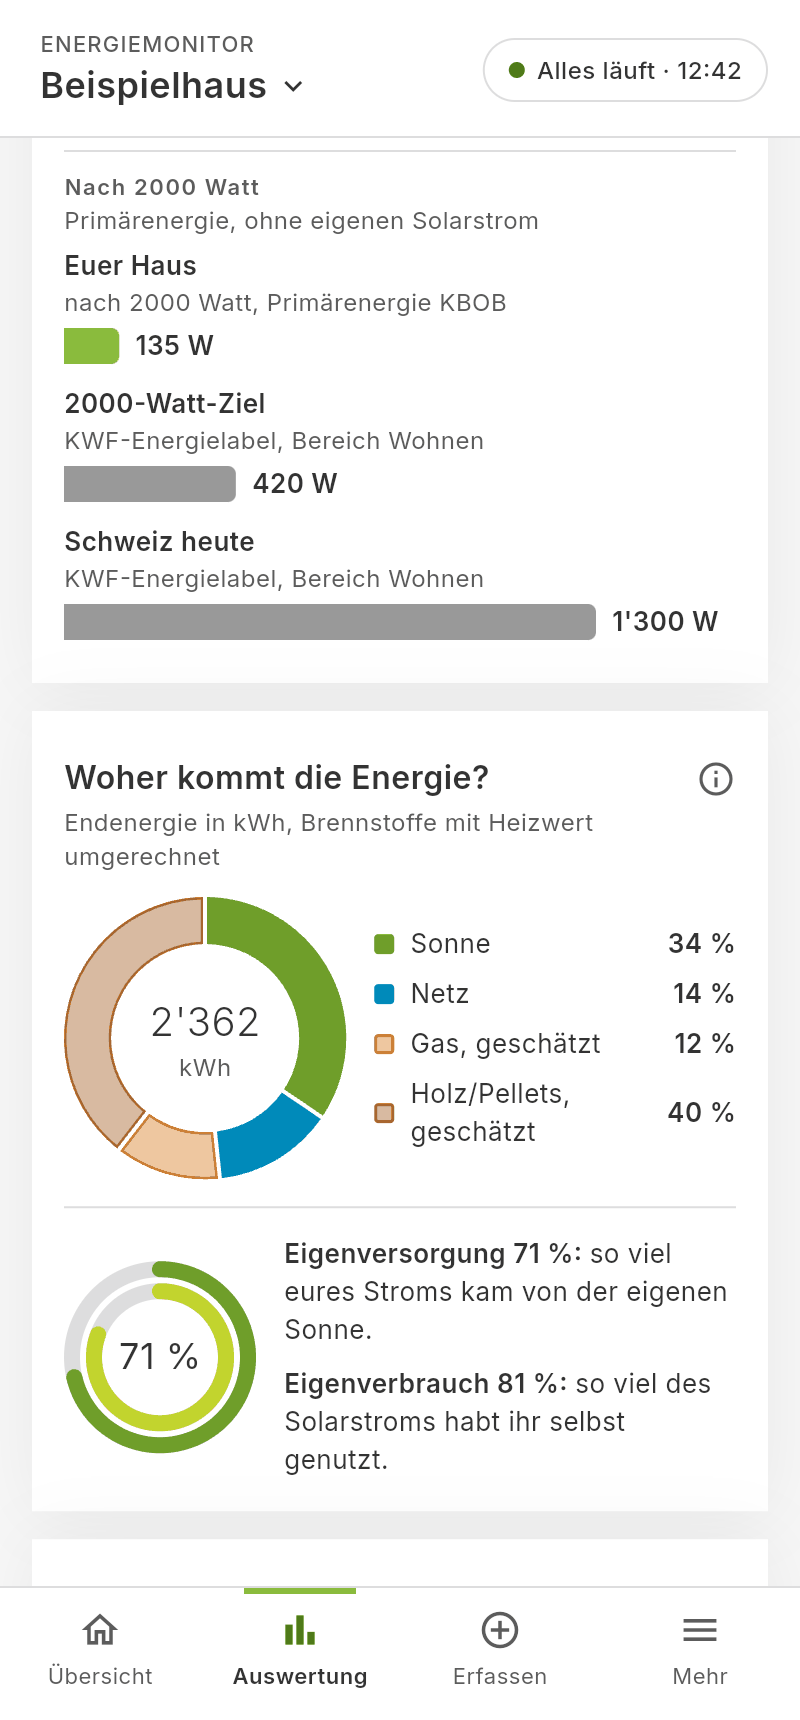 ENERGIEMONITOR
Beispielhaus
Alles läuft · 12:42
Nach 2000 Watt
Primärenergie, ohne eigenen Solarstrom
Euer Haus
nach 2000 Watt, Primärenergie KBOB
135 W
2000-Watt-Ziel
KWF-Energielabel, Bereich Wohnen
420 W
Schweiz heute
KWF-Energielabel, Bereich Wohnen
1'300 W
Woher kommt die Energie?
Endenergie in kWh, Brennstoffe mit Heizwert
umgerechnet
2'362
kWh
Sonne 34 %
Netz 14 %
Gas, geschätzt 12 %
Holz/Pellets,
geschätzt 40 %
71 %
Eigenversorgung 71 %: so viel
eures Stroms kam von der eigenen
Sonne.
Eigenverbrauch 81 %: so viel des
Solarstroms habt ihr selbst
genutzt.
Übersicht
Auswertung
Erfassen
Mehr